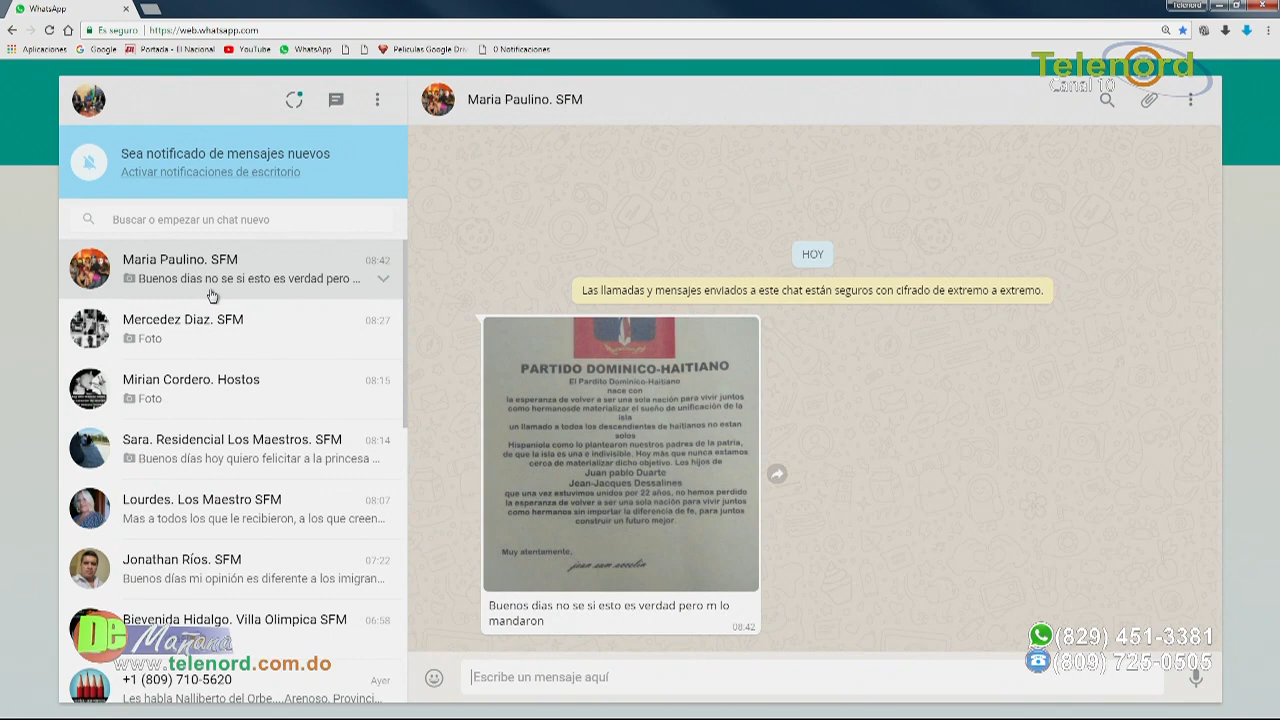 WhatsApp
Telenord
Es seguro
https://web.whatsapp.com
Aplicaciones
Google
Portada - El Nacional
YouTube
WhatsApp
Peliculas Google Dri
0 Notificaciones
Telenord
Canal 10
Maria Paulino. SFM
Sea notificado de mensajes nuevos
Activar notificaciones de escritorio
Buscar o empezar un chat nuevo
Maria Paulino. SFM
08:42
Buenos dias no se si esto es verdad pero ...
Mercedez Diaz. SFM
08:27
Foto
Mirian Cordero. Hostos
08:15
Foto
Sara. Residencial Los Maestros. SFM
08:14
Buenos días hoy quiero felicitar a la princesa ...
Lourdes. Los Maestro SFM
08:07
Mas a todos los que le recibieron, a los que creen...
Jonathan Ríos. SFM
07:22
Buenos días mi opinión es diferente a los imigran...
Bievenida Hidalgo. Villa Olimpica SFM
06:58
De Mañana
www.telenord.com.do
+1 (809) 710-5620
Ayer
Les habla Nalliberto del Orbe... Arenoso, Provinci...
HOY
Las llamadas y mensajes enviados a este chat están seguros con cifrado de extremo a extremo.
PARTIDO DOMINICO-HAITIANO
El Pardito Dominico-Haitiano
nace con
la esperanza de volver a ser una sola nación para vivir juntos
como hermanosde materializar el sueño de unificación de la
isla
un llamado a todos los descendientes de haitianos no estan
solos
Hispaniola como lo plantearon nuestros padres de la patria,
de que la isla es una e indivisible. Hoy más que nunca estamos
cerca de materializar dicho objetivo. Los hijos de
Juan pablo Duarte
Jean-Jacques Dessalines
que una vez estuvimos unidos por 22 años, no hemos perdido
la esperanza de volver a ser una sola nación para vivir juntos
como hermanos sin importar la diferencia de fe, para juntos
construir un futuro mejor.
Muy atentamente,
Buenos dias no se si esto es verdad pero m lo
mandaron
08:42
Escribe un mensaje aquí
(829) 451-3381
(809) 725-0505